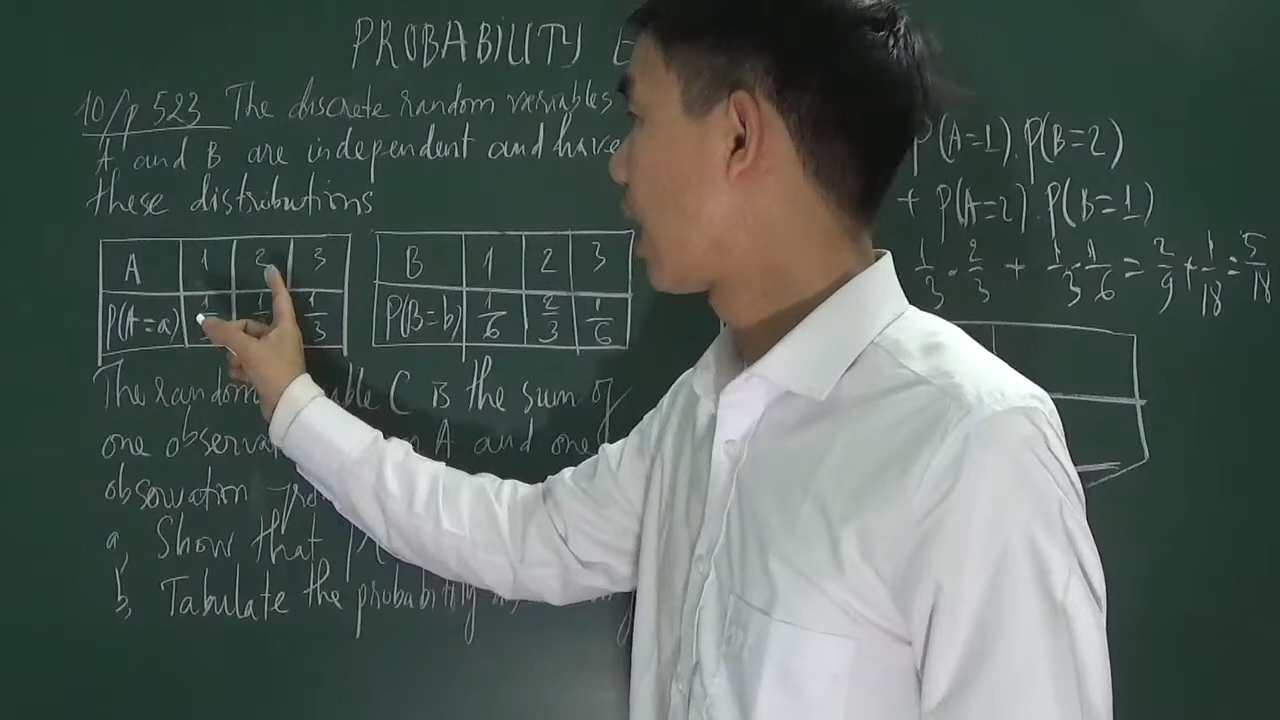 PROBABILITY
10/p 523 The discrete random variables
A and B are independent and have
these distributions
A 1 2 3
P(A=a) 1/3
B 1 2 3
P(B=b) 1/6 2/3 1/6
The random C is the sum of
one A and one
observation
a, Show that
b, Tabulate the probability
P(A=1).P(B=2)
+ P(A=2).P(B=1)
1/3 . 2/3 + 1/3 . 1/6 = 2/9 + 1/18 = 5/18